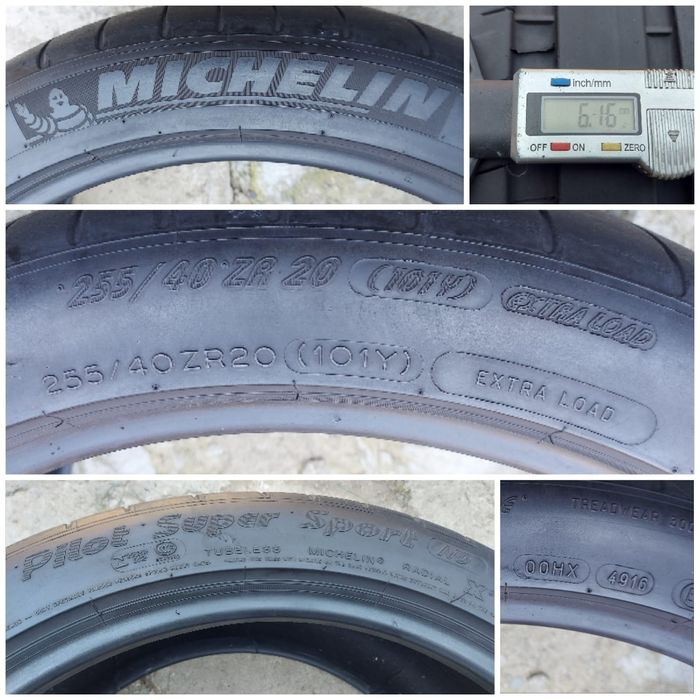 MICHELIN
inch/mm
6.16
OFF ON ZERO
255/40 ZR 20 (101Y) EXTRA LOAD
255/40ZR20 (101Y) EXTRA LOAD
Pilot Super Sport
TUBELESS MICHELIN RADIAL X
TREADWEAR 30
00HX 4916